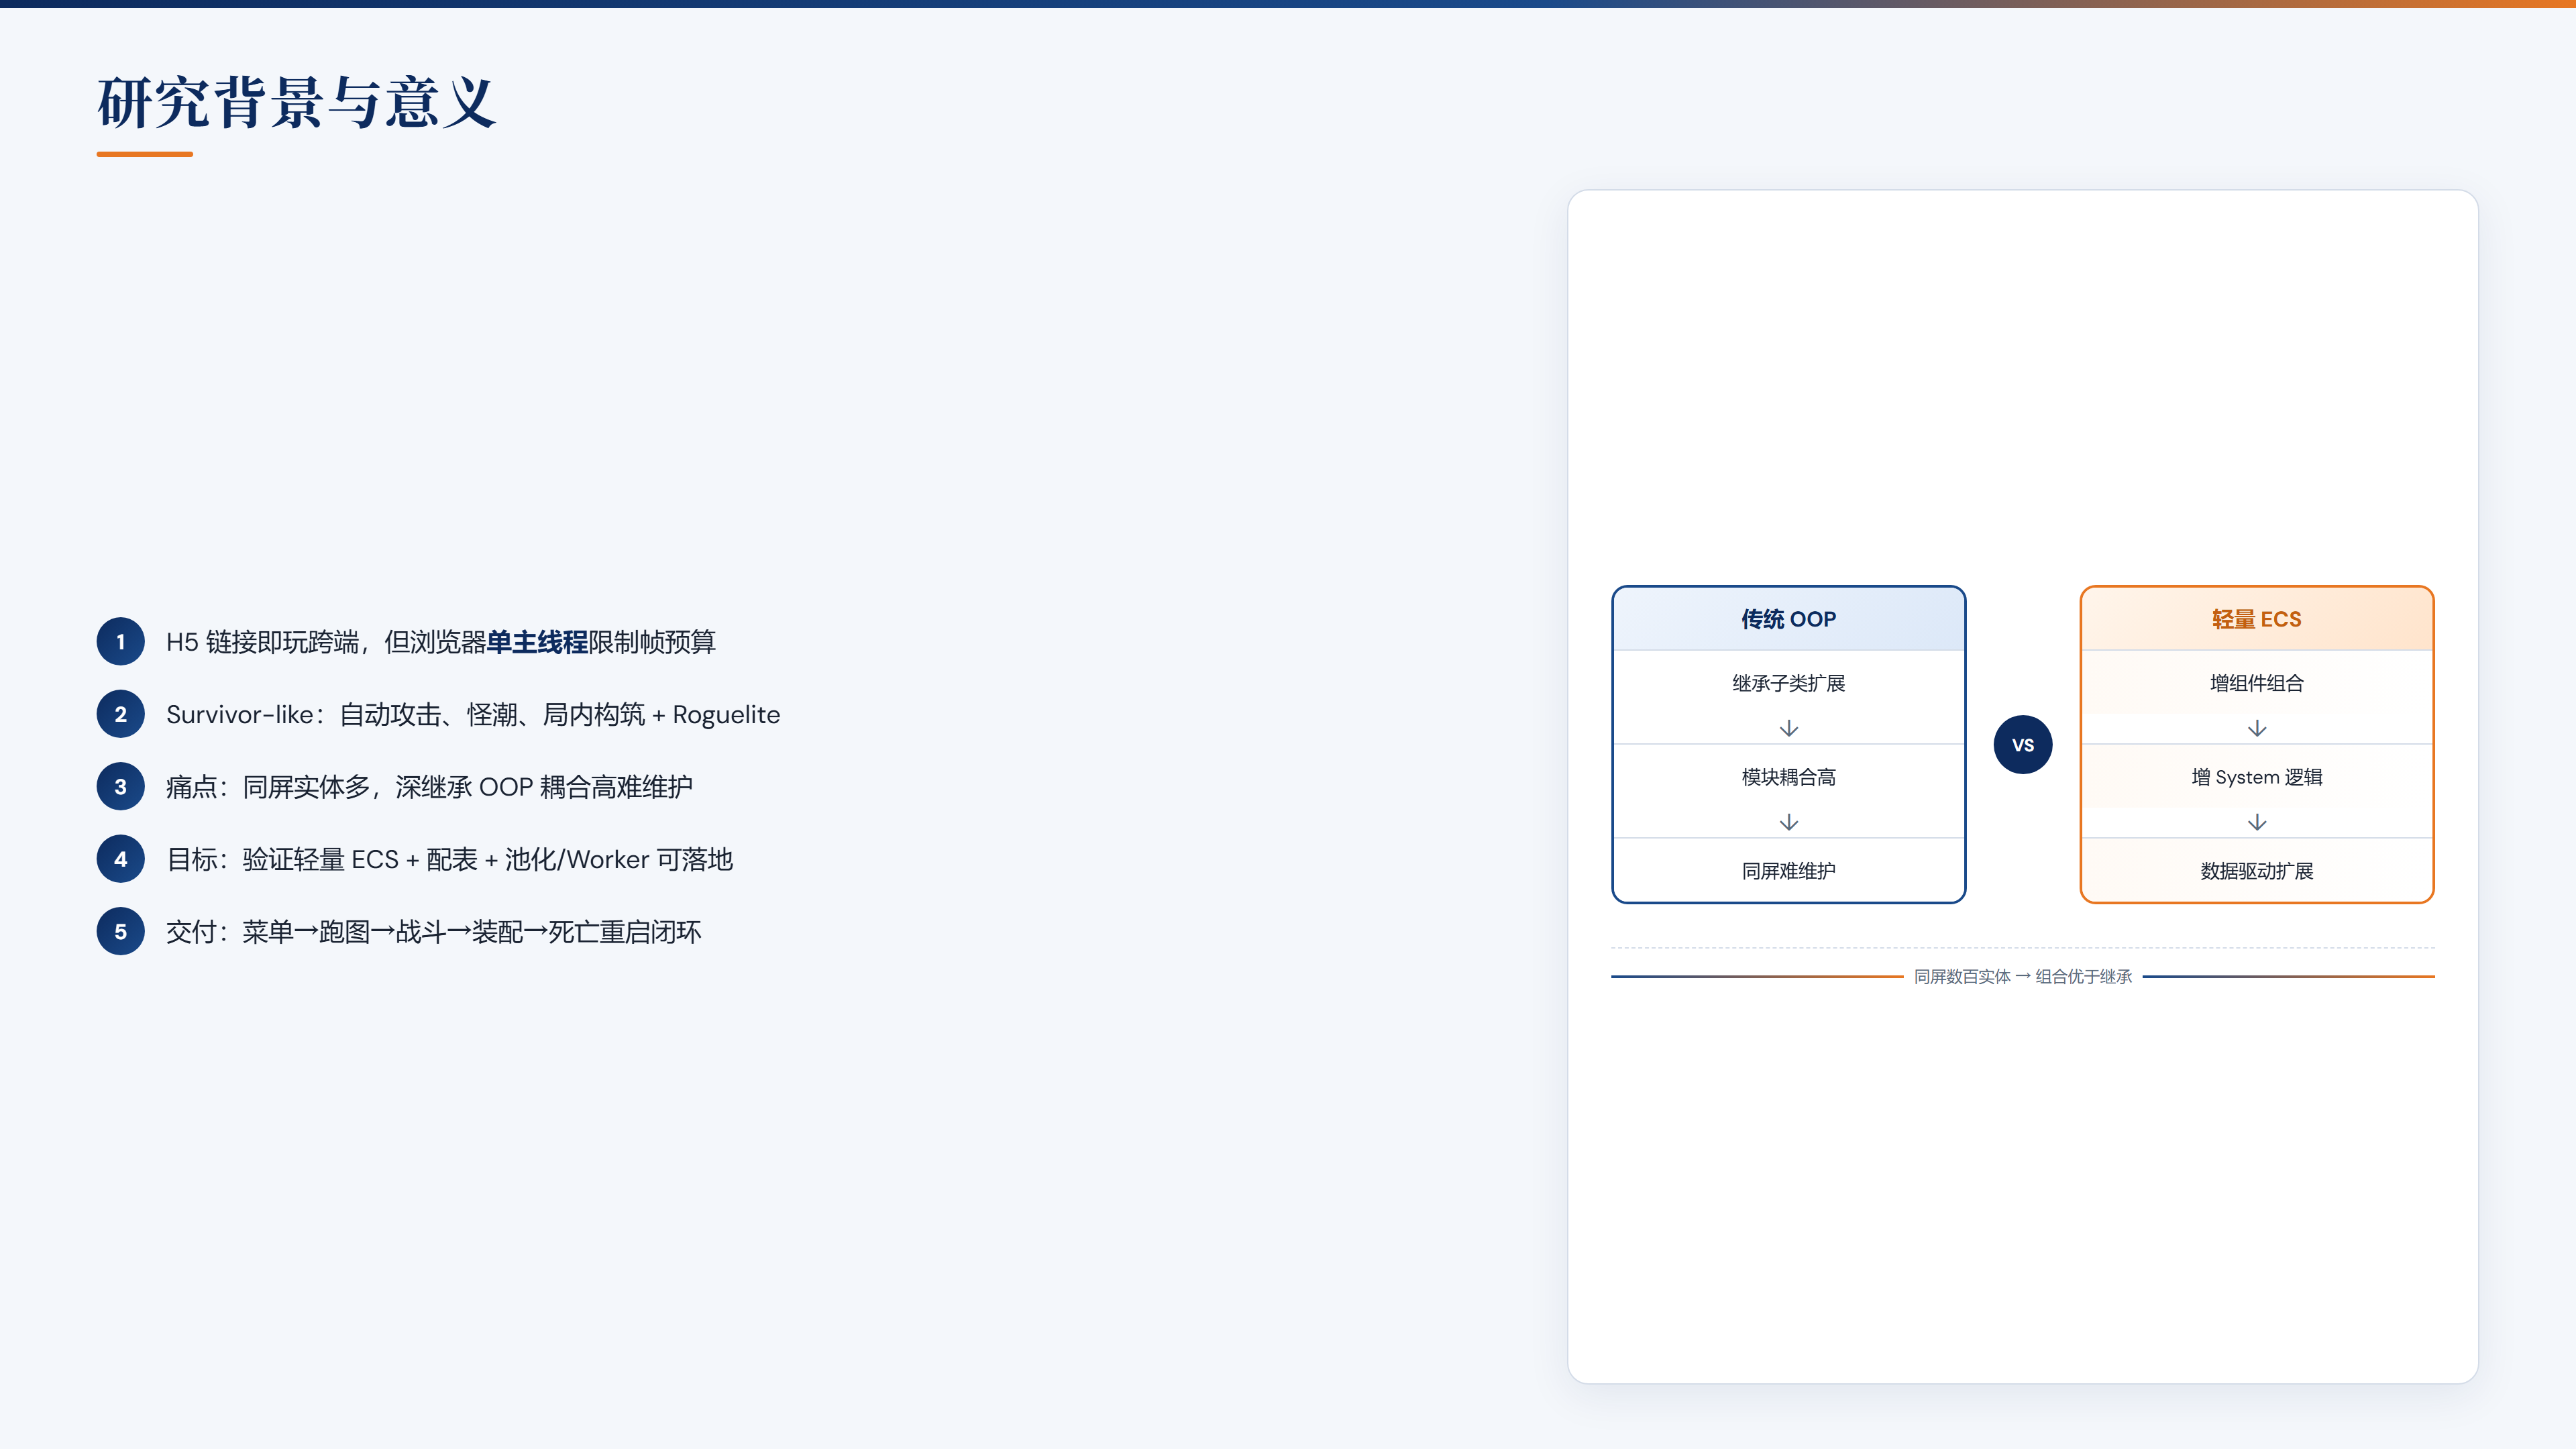 研究背景与意义
1 H5 链接即玩跨端，但浏览器单主线程限制帧预算
2 Survivor-like：自动攻击、怪潮、局内构筑 + Roguelite
3 痛点：同屏实体多，深继承 OOP 耦合高难维护
4 目标：验证轻量 ECS + 配表 + 池化/Worker 可落地
5 交付：菜单→跑图→战斗→装配→死亡重启闭环
传统 OOP
继承子类扩展
↓
模块耦合高
↓
同屏难维护
VS
轻量 ECS
增组件组合
↓
增 System 逻辑
↓
数据驱动扩展
同屏数百实体 → 组合优于继承